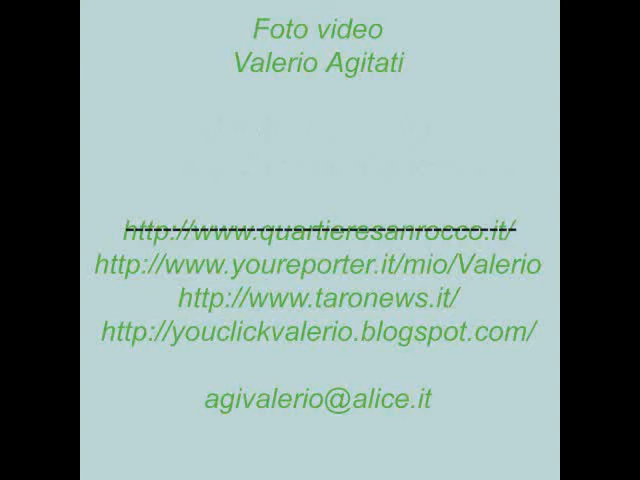 Foto video
Valerio Agitati
http://www.quartieresanrocco.it/
http://www.youreporter.it/mio/Valerio
http://www.taronews.it/
http://youclickvalerio.blogspot.com/
agivalerio@alice.it